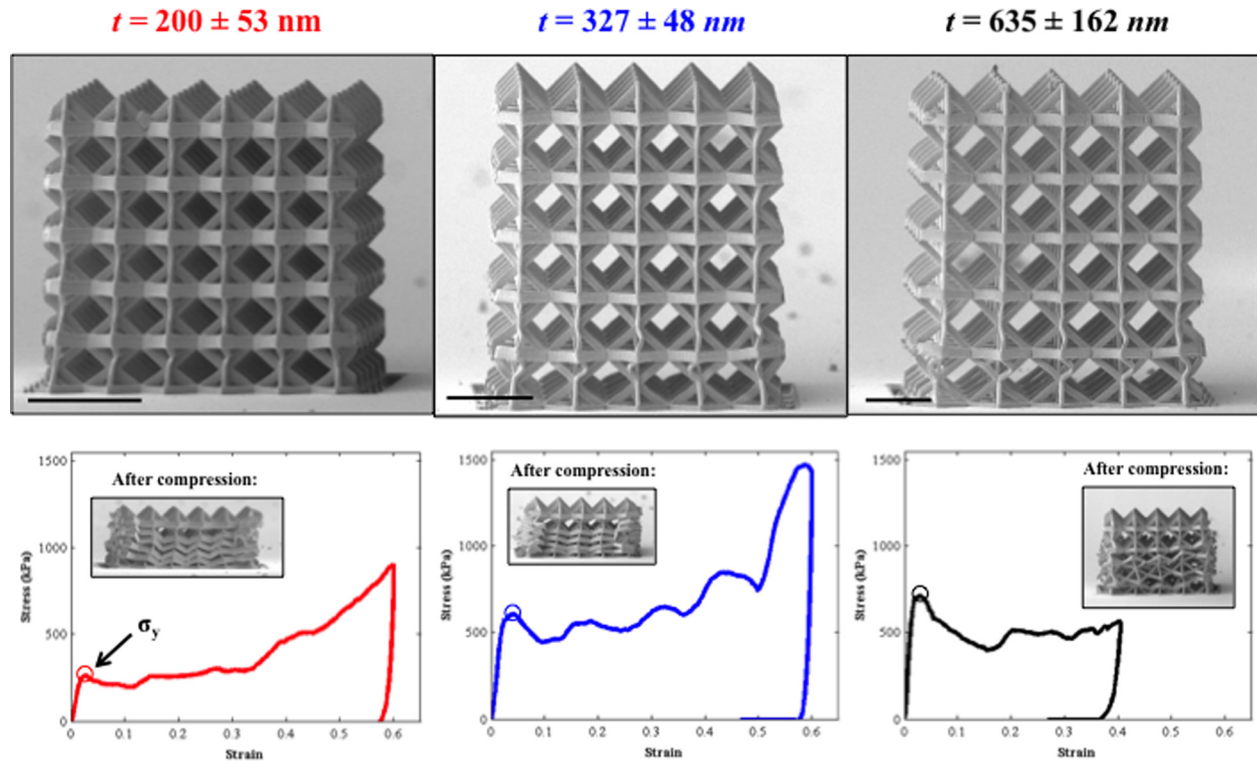 t = 200 ± 53 nm
t = 327 ± 48 nm
t = 635 ± 162 nm
1500
1000
500
0
Stress (kPa)
After compression:
σy
0 0.1 0.2 0.3 0.4 0.5 0.6
Strain
1500
1000
500
0
Stress (kPa)
After compression:
0 0.1 0.2 0.3 0.4 0.5 0.6
Strain
1500
1000
500
0
Stress (kPa)
After compression:
0 0.1 0.2 0.3 0.4 0.5 0.6
Strain